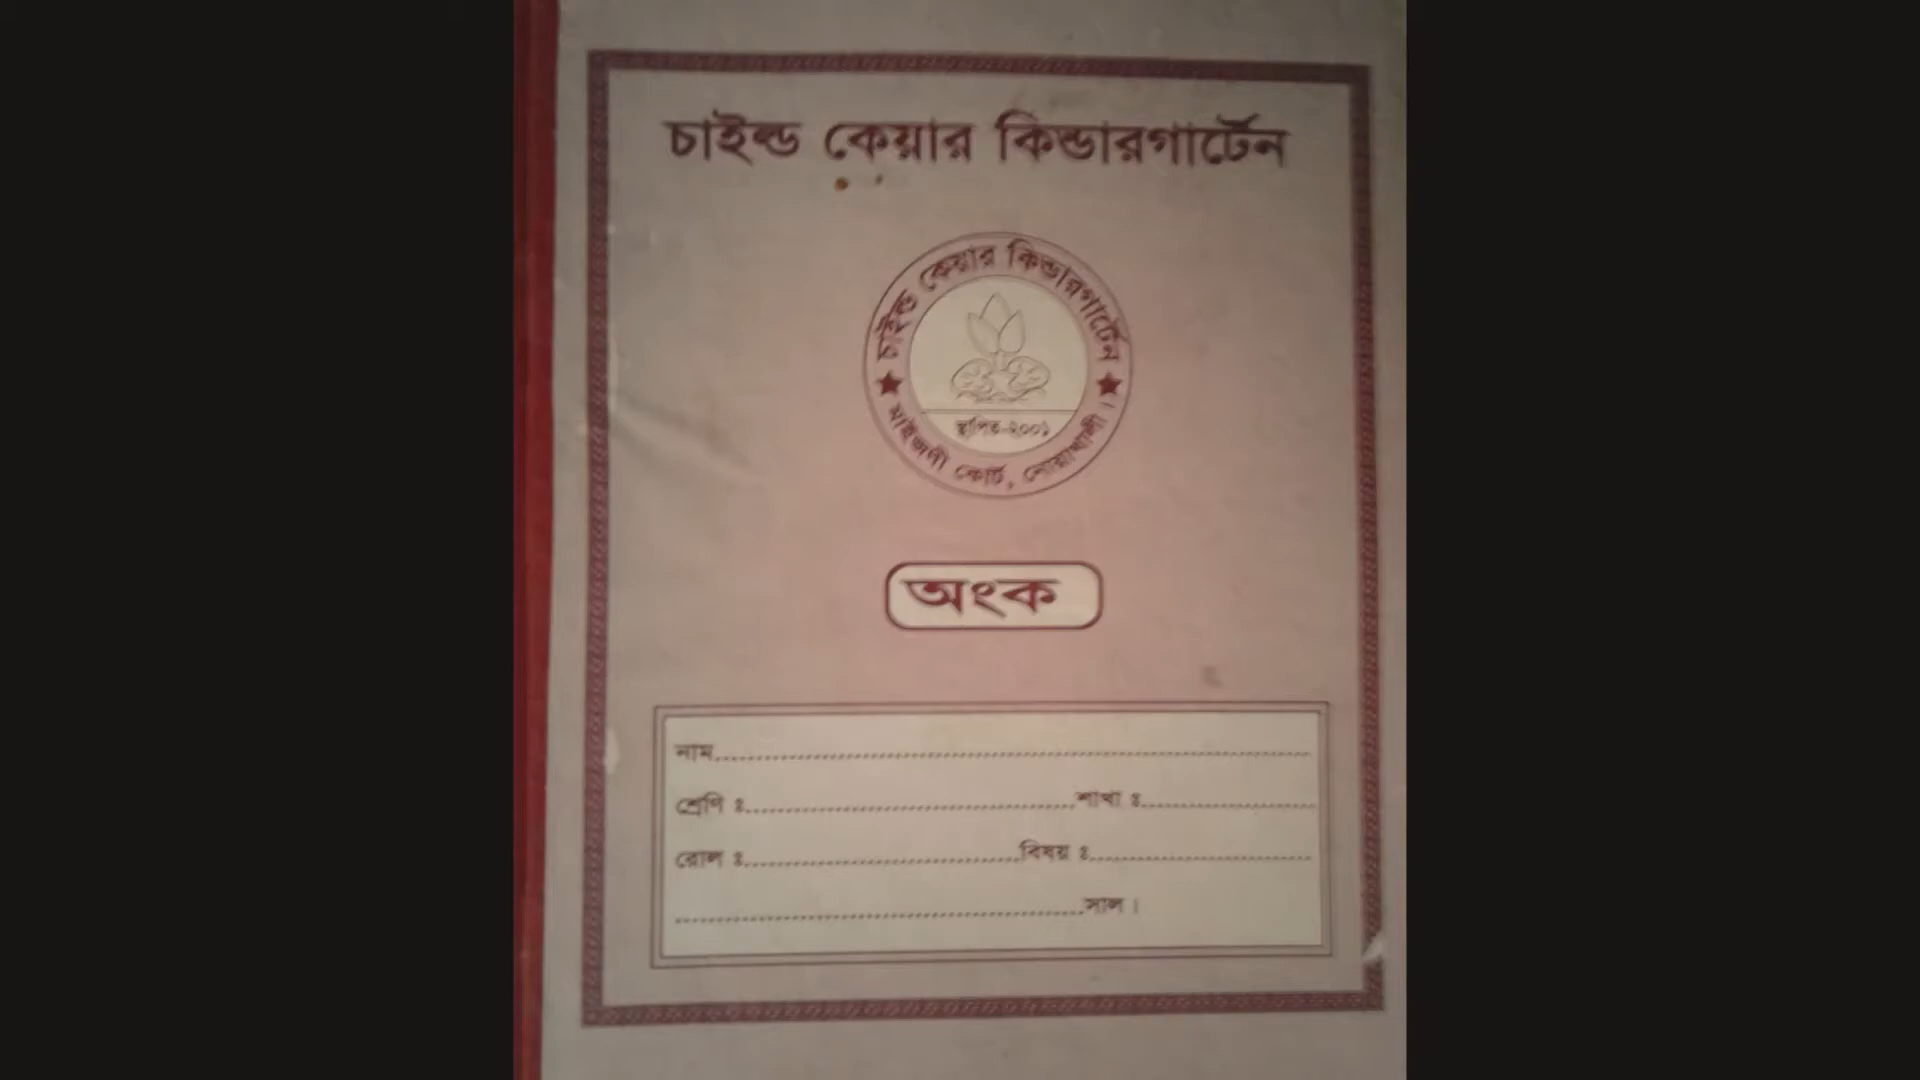 চাইল্ড কেয়ার কিন্ডারগার্টেন
চাইল্ড কেয়ার কিন্ডারগার্টেন
স্থাপিত-২০০১
মাইজদী কোর্ট, নোয়াখালী।
অংক
নাম
শ্রেণি ঃ শাখা ঃ
রোল ঃ বিষয় ঃ
সাল।